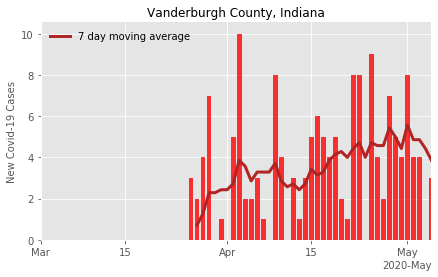 Vanderburgh County, Indiana
7 day moving average
New Covid-19 Cases
10
8
6
4
2
0
Mar
15
Apr
15
May
2020-May